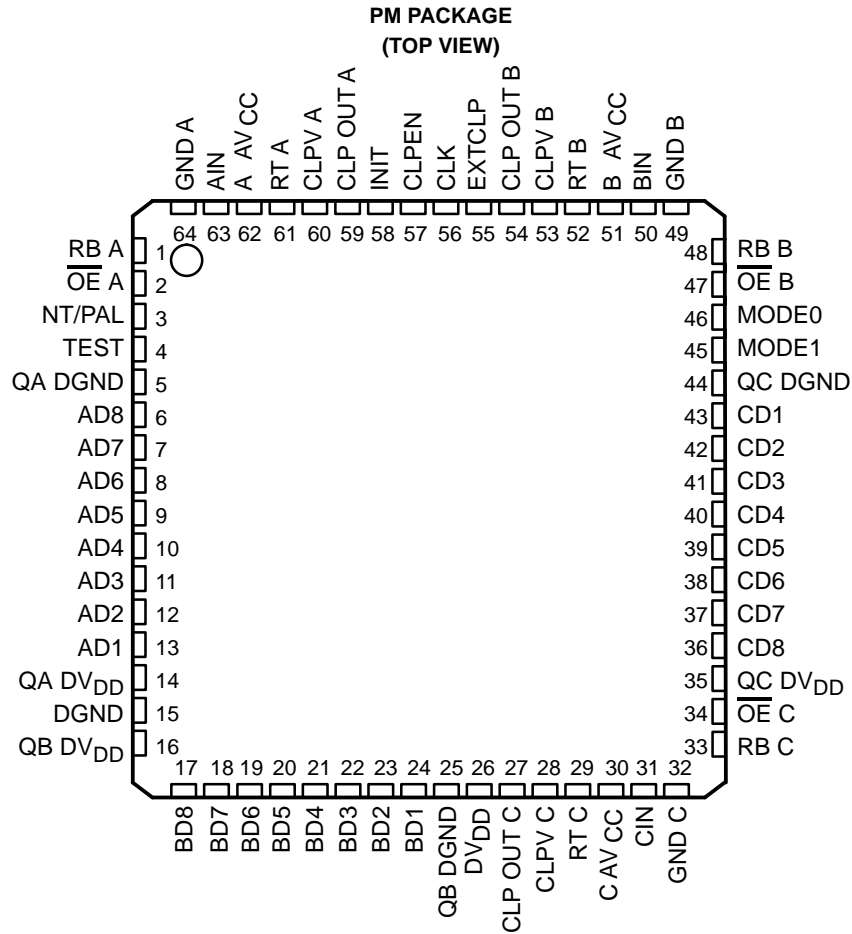 PM PACKAGE
(TOP VIEW)
GND A
AIN
A AVCC
RT A
CLPV A
CLP OUT A
INIT
CLPEN
CLK
EXTCLP
CLP OUT B
CLPV B
RT B
B AVCC
BIN
GND B
64 63 62 61 60 59 58 57 56 55 54 53 52 51 50 49
RB A 1
OE A 2
NT/PAL 3
TEST 4
QA DGND 5
AD8 6
AD7 7
AD6 8
AD5 9
AD4 10
AD3 11
AD2 12
AD1 13
QA DVDD 14
DGND 15
QB DVDD 16
48 RB B
47 OE B
46 MODE0
45 MODE1
44 QC DGND
43 CD1
42 CD2
41 CD3
40 CD4
39 CD5
38 CD6
37 CD7
36 CD8
35 QC DVDD
34 OE C
33 RB C
17 18 19 20 21 22 23 24 25 26 27 28 29 30 31 32
BD8
BD7
BD6
BD5
BD4
BD3
BD2
BD1
QB DGND
DVDD
CLP OUT C
CLPV C
RT C
C AVCC
CIN
GND C